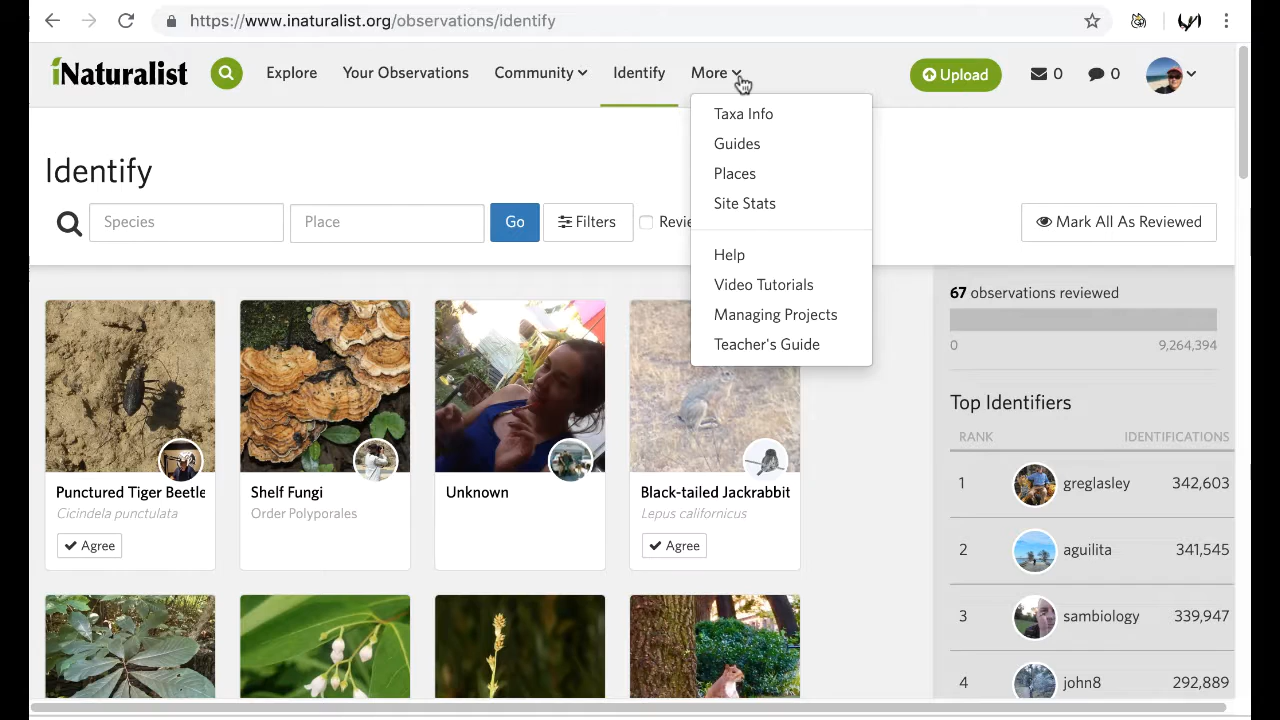 https://www.inaturalist.org/observations/identify
iNaturalist
Explore
Your Observations
Community
Identify
More
Upload
0
0
Taxa Info
Guides
Places
Site Stats
Help
Video Tutorials
Managing Projects
Teacher's Guide
Identify
Species
Place
Go
Filters
Mark All As Reviewed
Punctured Tiger Beetle
Cicindela punctulata
Agree
Shelf Fungi
Order Polyporales
Unknown
Black-tailed Jackrabbit
Lepus californicus
Agree
67 observations reviewed
0
9,264,394
Top Identifiers
RANK
IDENTIFICATIONS
1 greglasley 342,603
2 aguilita 341,545
3 sambiology 339,947
4 john8 292,889